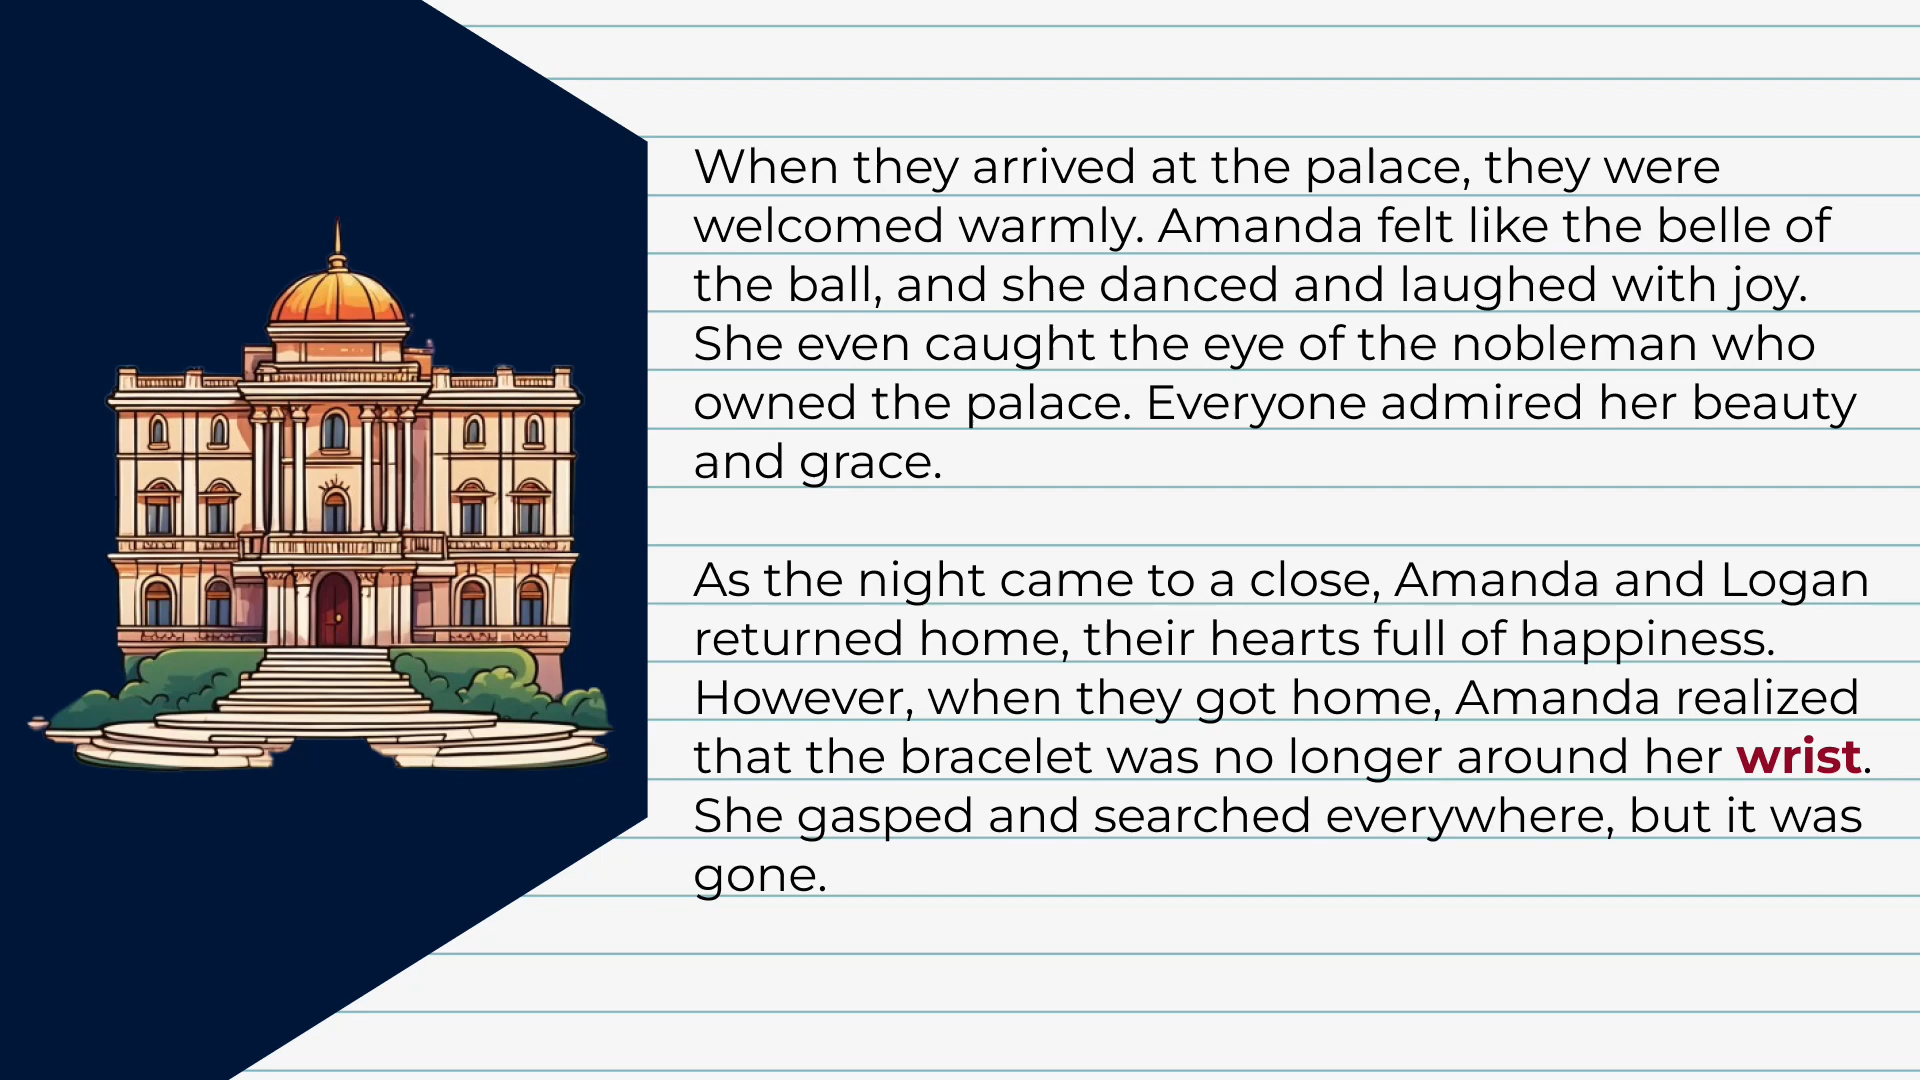 When they arrived at the palace, they were
welcomed warmly. Amanda felt like the belle of
the ball, and she danced and laughed with joy.
She even caught the eye of the nobleman who
owned the palace. Everyone admired her beauty
and grace.
As the night came to a close, Amanda and Logan
returned home, their hearts full of happiness.
However, when they got home, Amanda realized
that the bracelet was no longer around her wrist.
She gasped and searched everywhere, but it was
gone.